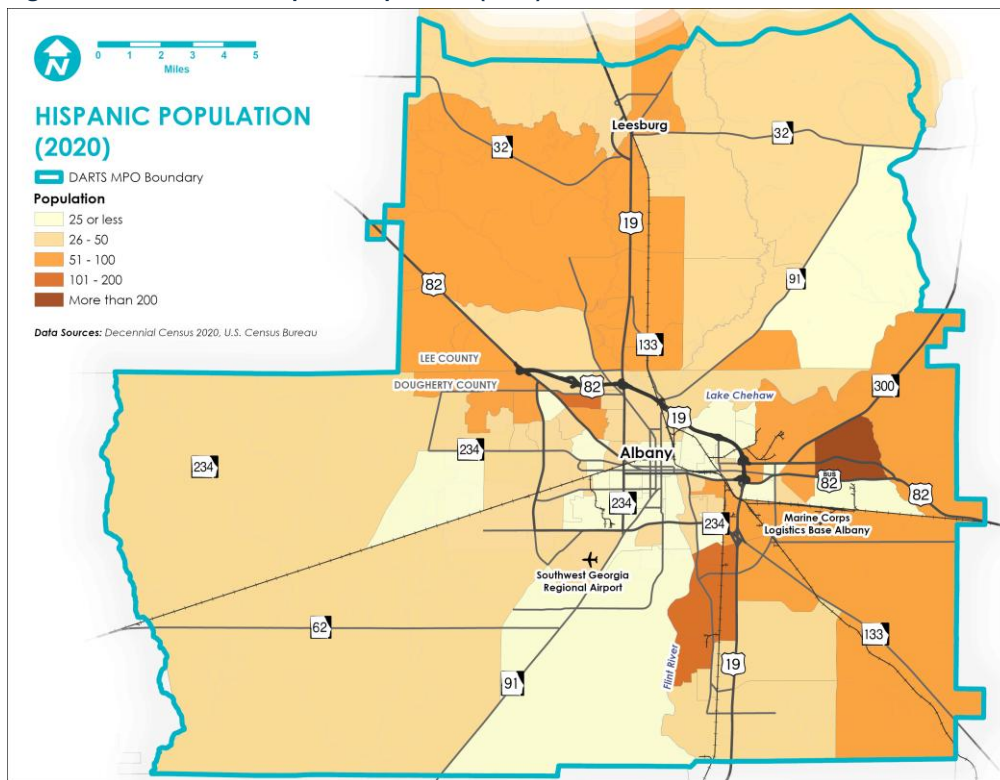 N
0 1 2 3 4 5
Miles
HISPANIC POPULATION
(2020)
DARTS MPO Boundary
Population
25 or less
26 - 50
51 - 100
101 - 200
More than 200
Data Sources: Decennial Census 2020, U.S. Census Bureau
Leesburg
32
32
19
82
91
133
LEE COUNTY
DOUGHERTY COUNTY
82
300
Lake Chehaw
19
Albany
234
234
BUS
82
82
234
234
Marine Corps
Logistics Base Albany
Southwest Georgia
Regional Airport
62
133
Flint River
19
91